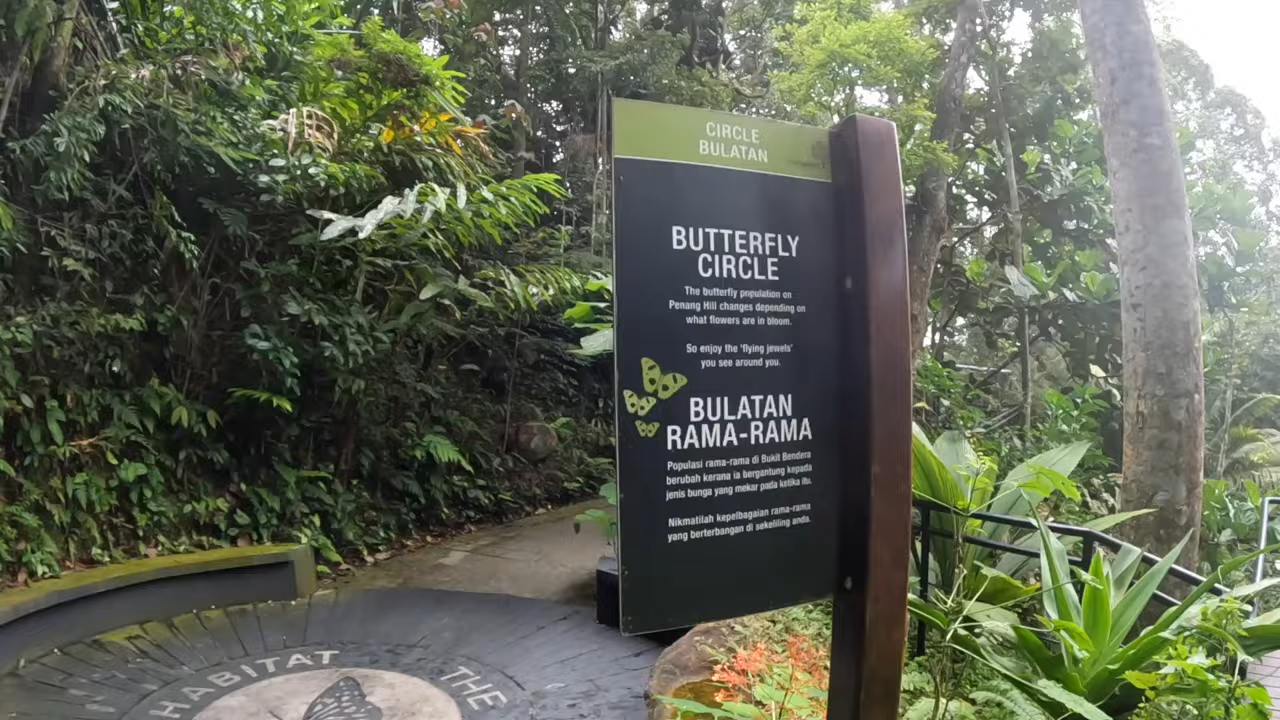 CIRCLE
BULATAN
BUTTERFLY
CIRCLE
The butterfly population on
Penang Hill changes depending on
what flowers are in bloom.
So enjoy the 'flying jewels'
you see around you.
BULATAN
RAMA-RAMA
Populasi rama-rama di Bukit Bendera
berubah kerana ia bergantung kepada
jenis bunga yang mekar pada ketika itu.
Nikmatilah kepelbagaian rama-rama
yang berterbangan di sekeliling anda.
HABITAT THE